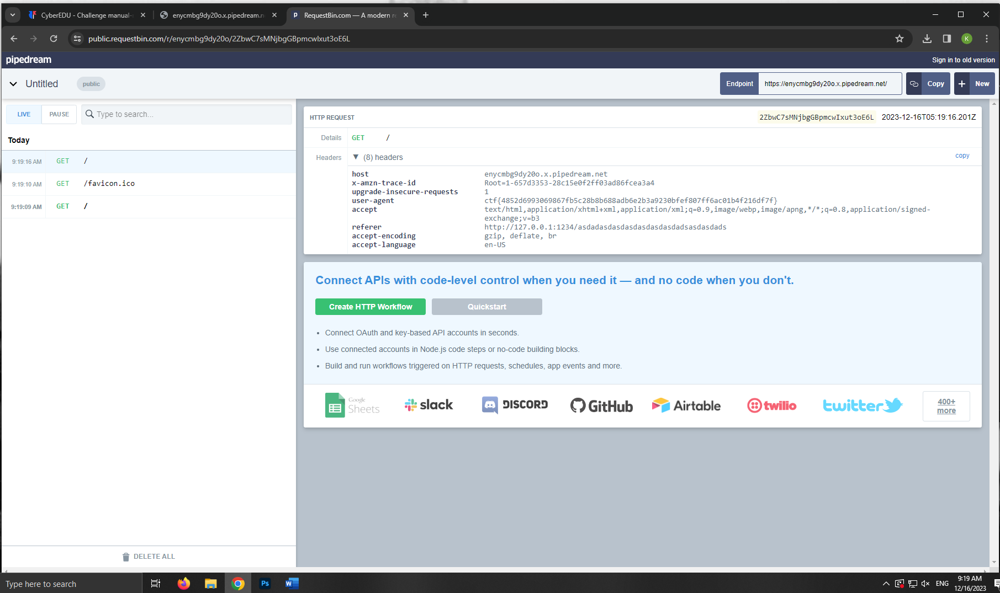 CyberEDU - Challenge manual-r
enycmbg9dy20o.x.pipedream.n
RequestBin.com — A modern re
public.requestbin.com/r/enycmbg9dy20o/2ZbwC7sMNjbgGBpmcwIxut3oE6L
K
pipedream
Sign in to old version
Untitled
public
Endpoint
https://enycmbg9dy20o.x.pipedream.net/
Copy
New
LIVE
PAUSE
Type to search...
Today
9:19:16 AM GET /
9:19:10 AM GET /favicon.ico
9:19:09 AM GET /
DELETE ALL
HTTP REQUEST
2ZbwC7sMNjbgGBpmcwIxut3oE6L 2023-12-16T05:19:16.201Z
Details GET /
Headers (8) headers
copy
host enycmbg9dy20o.x.pipedream.net
x-amzn-trace-id Root=1-657d3353-28c15e0f2ff03ad86fcea3a4
upgrade-insecure-requests 1
user-agent ctf{4852d6993069867fb5c28b8b688adb6e2b3a9230bfef807ff6ac01b4f216df7f}
accept text/html,application/xhtml+xml,application/xml;q=0.9,image/webp,image/apng,*/*;q=0.8,application/signed-
exchange;v=b3
referer http://127.0.0.1:1234/asdadasdasdasdasdasdasdadsasdasdads
accept-encoding gzip, deflate, br
accept-language en-US
Connect APIs with code-level control when you need it — and no code when you don't.
Create HTTP Workflow
Quickstart
• Connect OAuth and key-based API accounts in seconds.
• Use connected accounts in Node.js code steps or no-code building blocks.
• Build and run workflows triggered on HTTP requests, schedules, app events and more.
Google
Sheets
slack
DISCORD
GitHub
Airtable
twilio
twitter
400+
more
Type here to search
Ps
W
ENG
9:19 AM
12/16/2023